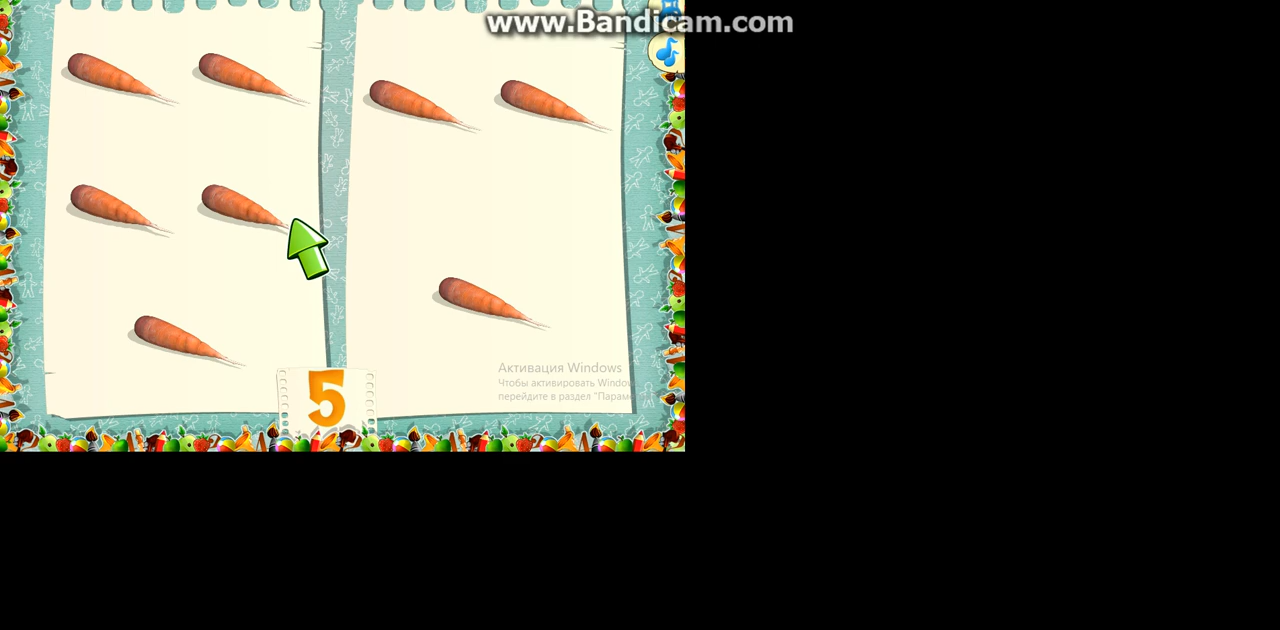 www.Bandicam.com
Активация Windows
Чтобы активировать Window
перейдите в раздел "Парам
5